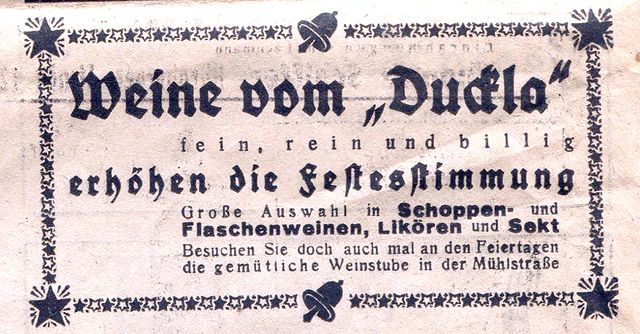 Weine vom „Duckla“
fein, rein und billig
erhöhen die Festesstimmung
Große Auswahl in Schoppen- und
Flaschenweinen, Likören und Sekt
Besuchen Sie doch auch mal an den Feiertagen
die gemütliche Weinstube in der Mühlstraße